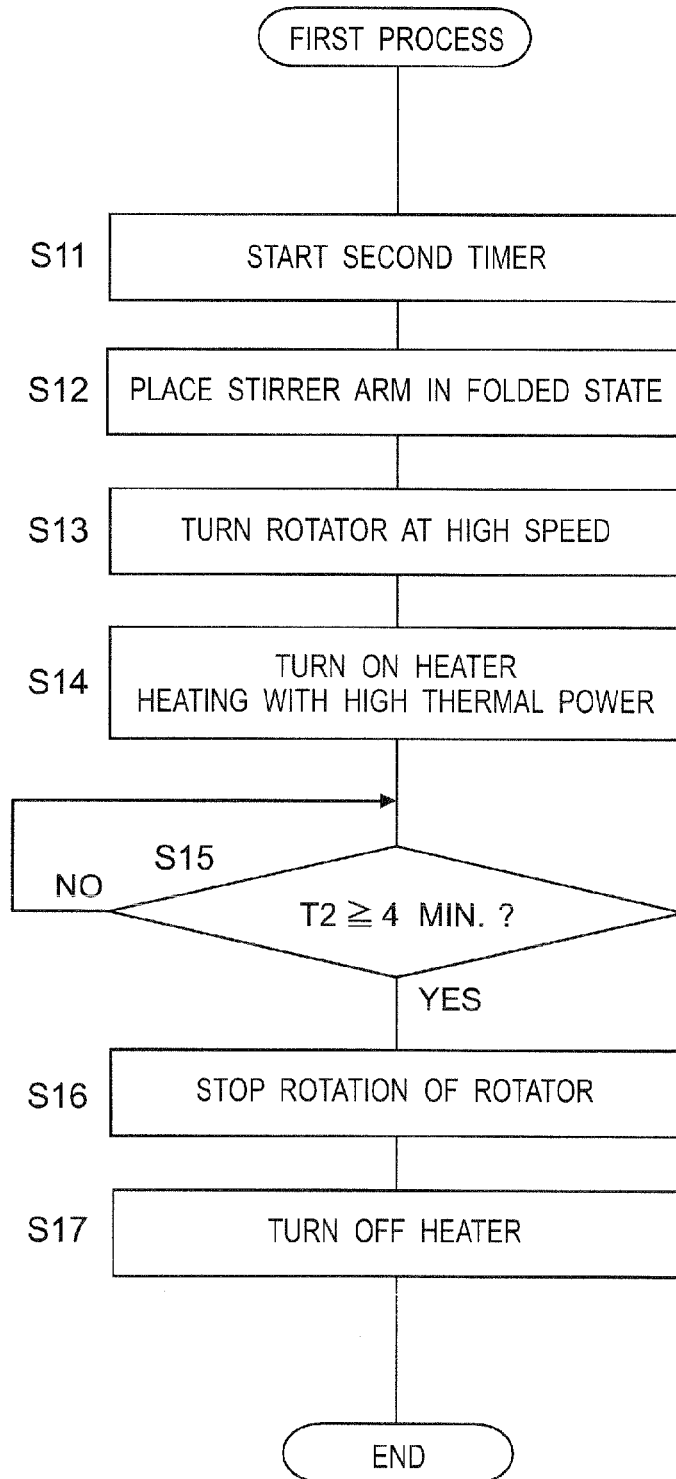 FIRST PROCESS
S11
START SECOND TIMER
S12
PLACE STIRRER ARM IN FOLDED STATE
S13
TURN ROTATOR AT HIGH SPEED
S14
TURN ON HEATER
HEATING WITH HIGH THERMAL POWER
S15
NO
T2 ≧ 4 MIN. ?
YES
S16
STOP ROTATION OF ROTATOR
S17
TURN OFF HEATER
END